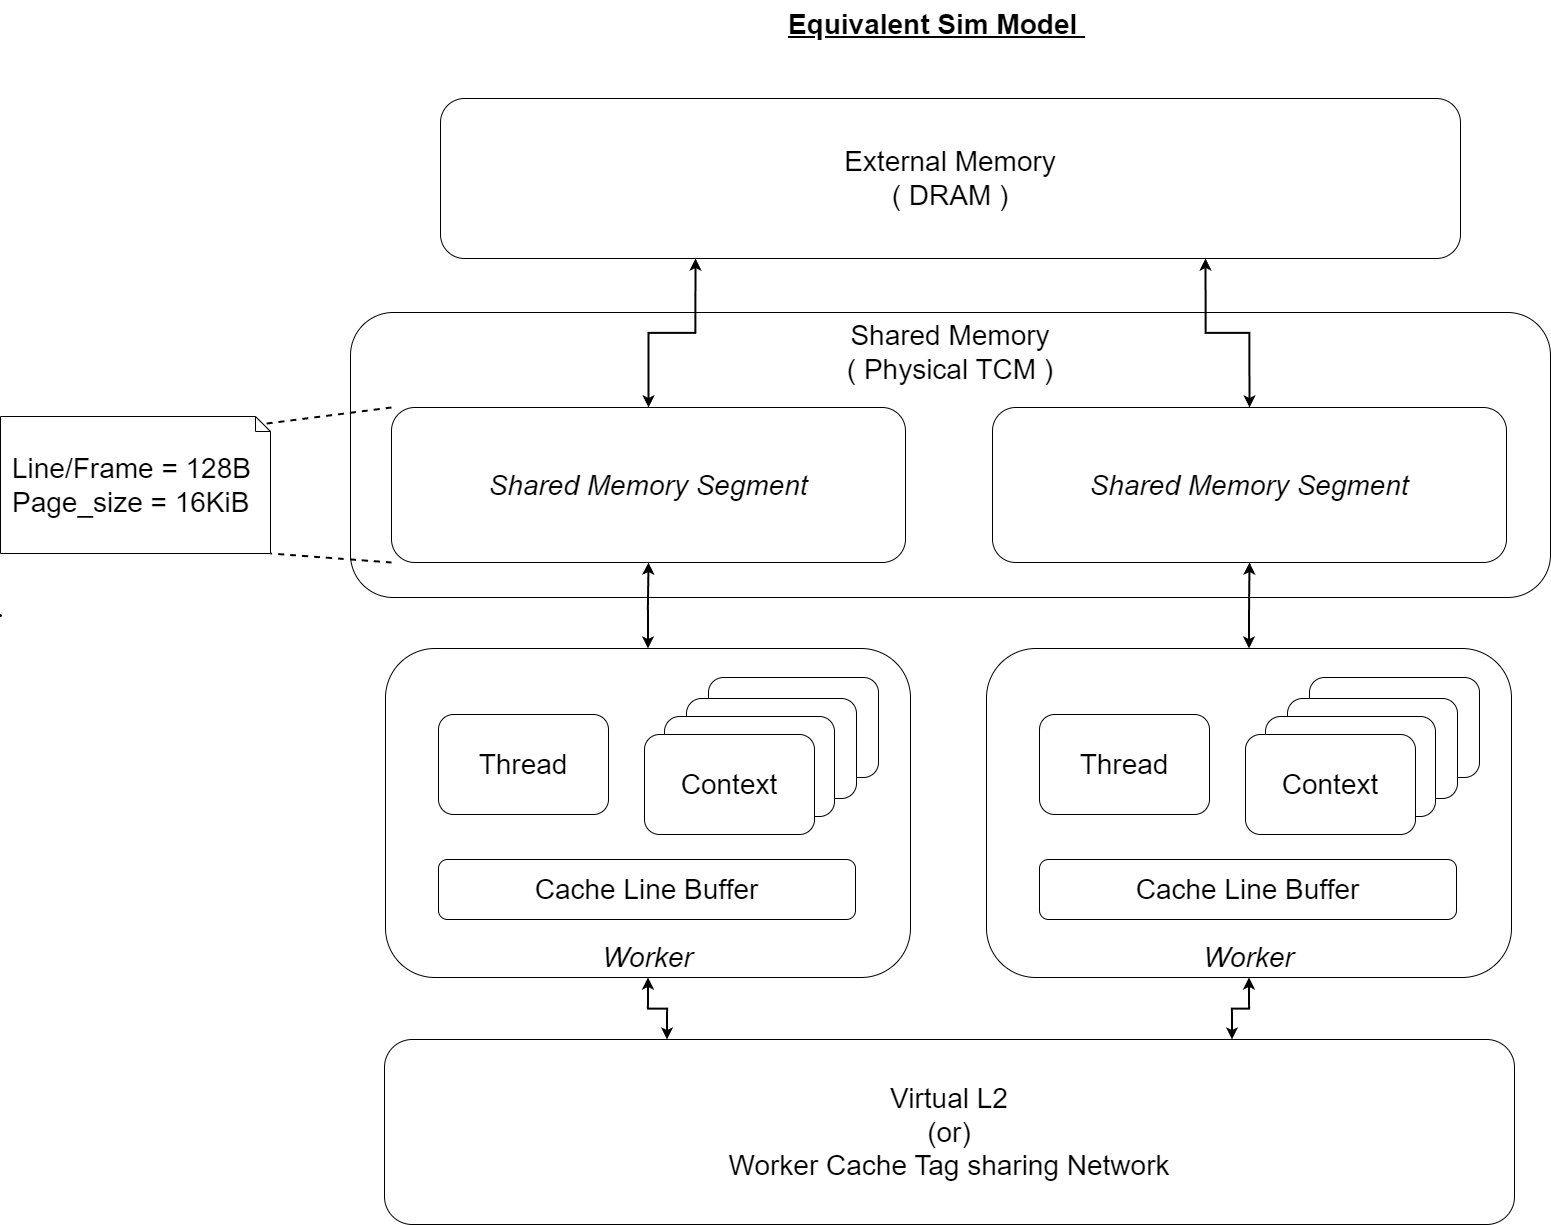 Equivalent Sim Model
External Memory
( DRAM )
Shared Memory
( Physical TCM )
Line/Frame = 128B
Page_size = 16KiB
Shared Memory Segment
Shared Memory Segment
Thread
Context
Thread
Context
Cache Line Buffer
Cache Line Buffer
Worker
Worker
Virtual L2
(or)
Worker Cache Tag sharing Network